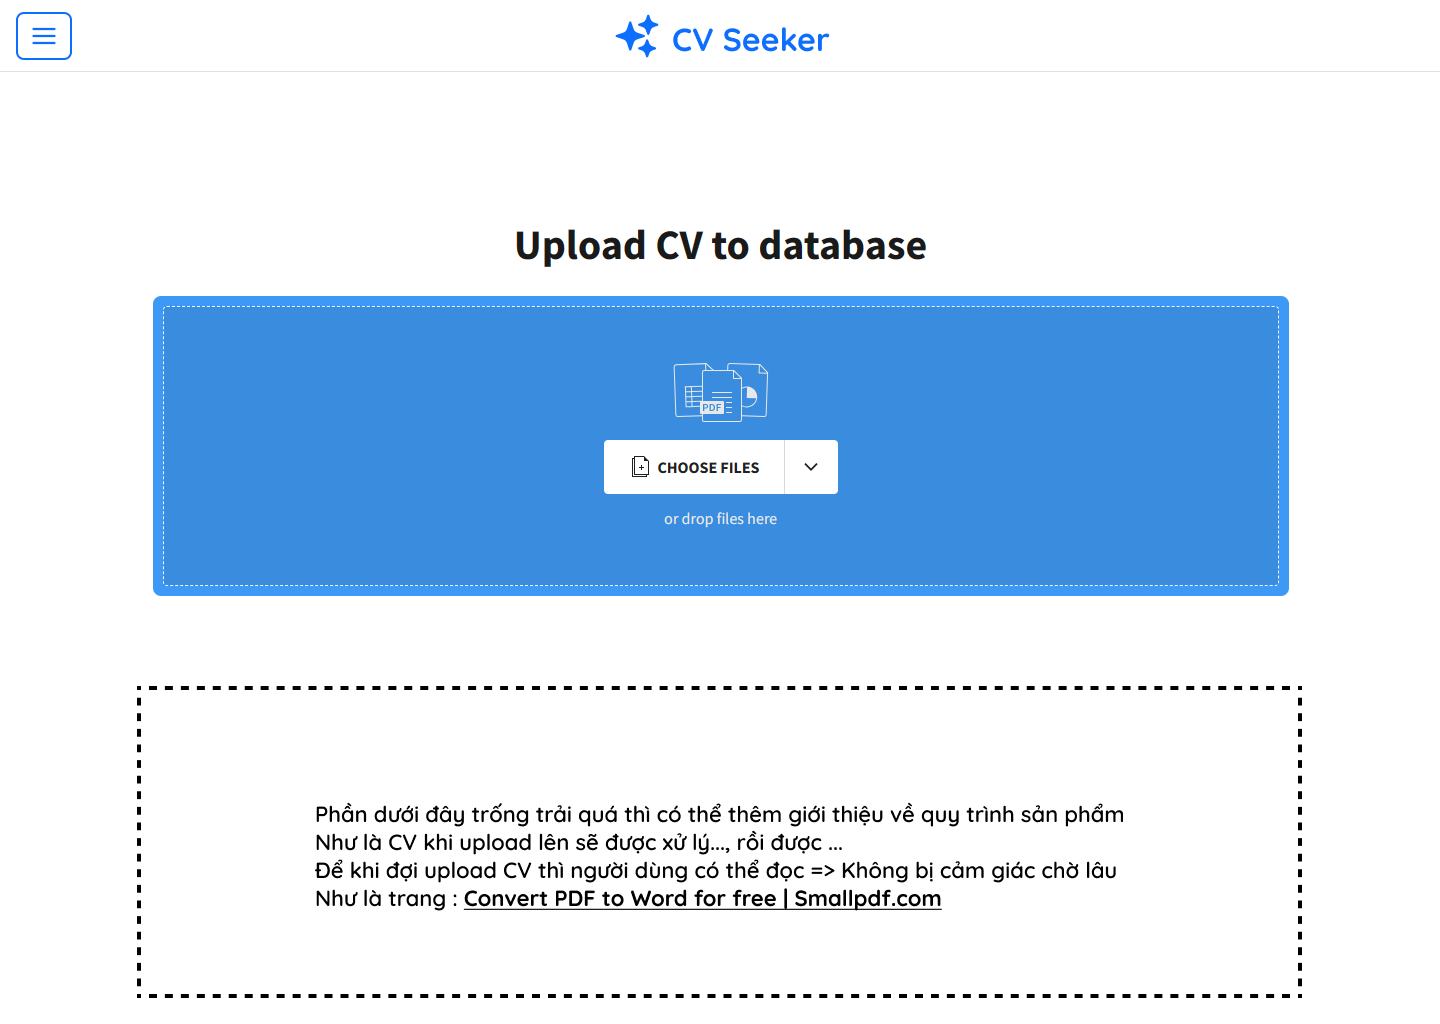 CV Seeker
Upload CV to database
PDF
CHOOSE FILES
or drop files here
Phần dưới đây trống trải quá thì có thể thêm giới thiệu về quy trình sản phẩm
Như là CV khi upload lên sẽ được xử lý..., rồi được ...
Để khi đợi upload CV thì người dùng có thể đọc => Không bị cảm giác chờ lâu
Như là trang : Convert PDF to Word for free | Smallpdf.com